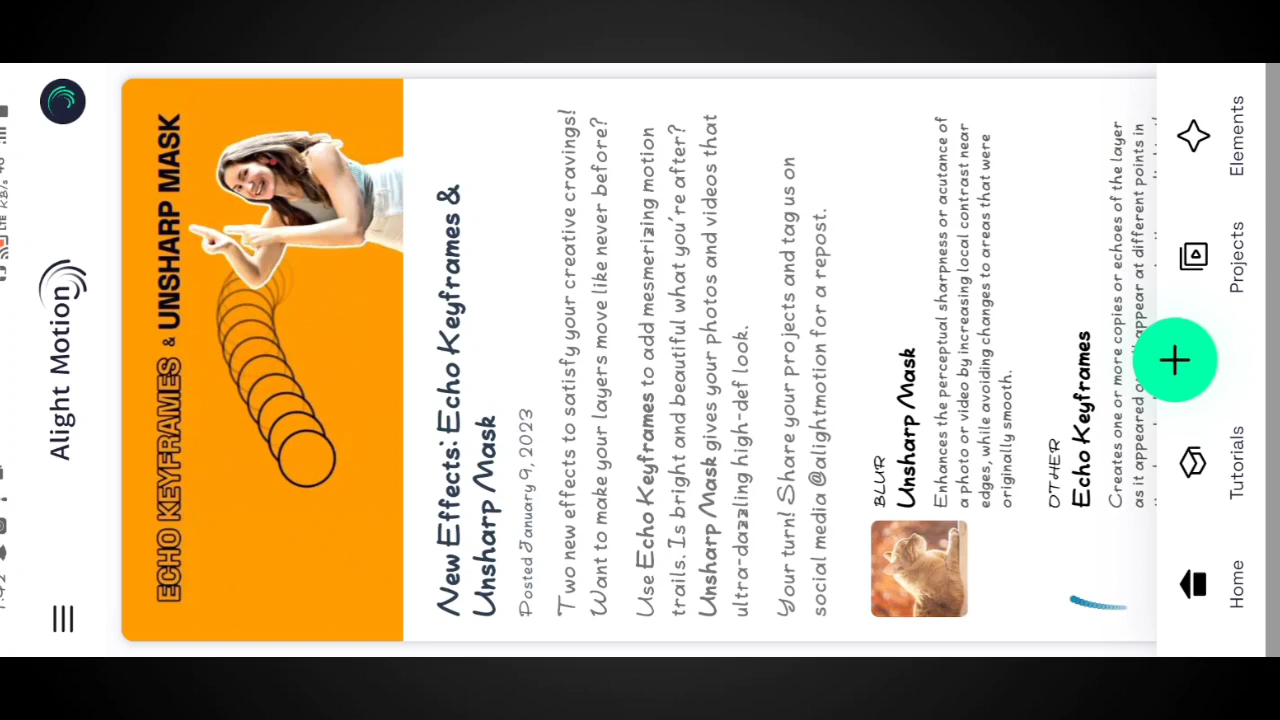 Alight Motion
ECHO KEYFRAMES & UNSHARP MASK
New Effects: Echo Keyframes &
Unsharp Mask
Posted January 9, 2023
Two new effects to satisfy your creative cravings!
Want to make your layers move like never before?
Use Echo Keyframes to add mesmerizing motion
trails. Is bright and beautiful what you're after?
Unsharp Mask gives your photos and videos that
ultra-dazzling high-def look.
Your turn! Share your projects and tag us on
social media @alightmotion for a repost.
BLUR
Unsharp Mask
Enhances the perceptual sharpness or acutance of
a photo or video by increasing local contrast near
edges, while avoiding changes to areas that were
originally smooth.
OTHER
Echo Keyframes
Creates one or more copies or echoes of the layer
as it appeared appear at different points in
Home
Tutorials
Projects
Elements